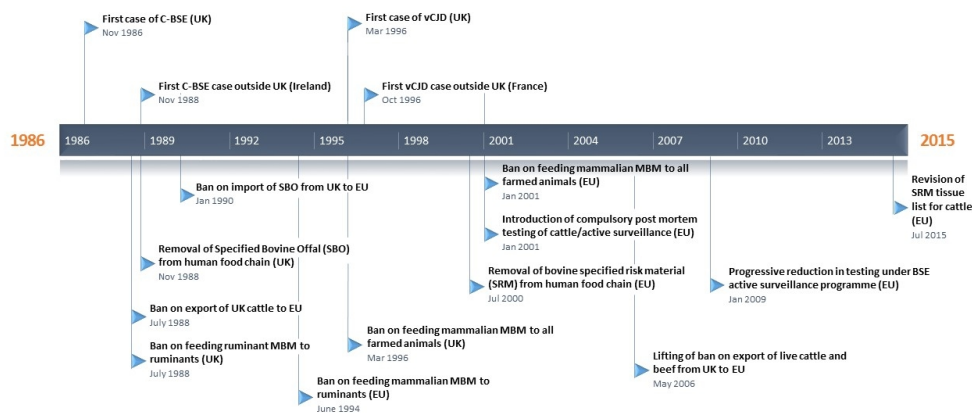 First case of C-BSE (UK)
Nov 1986
First case of vCJD (UK)
Mar 1996
First C-BSE case outside UK (Ireland)
Nov 1988
First vCJD case outside UK (France)
Oct 1996
1986
1986
1989
1992
1995
1998
2001
2004
2007
2010
2013
2015
Ban on import of SBO from UK to EU
Jan 1990
Removal of Specified Bovine Offal (SBO)
from human food chain (UK)
Nov 1988
Ban on export of UK cattle to EU
July 1988
Ban on feeding ruminant MBM to
ruminants (UK)
July 1988
Ban on feeding mammalian MBM to
ruminants (EU)
June 1994
Ban on feeding mammalian MBM to all
farmed animals (UK)
Mar 1996
Ban on feeding mammalian MBM to all
farmed animals (EU)
Jan 2001
Introduction of compulsory post mortem
testing of cattle/active surveillance (EU)
Jan 2001
Removal of bovine specified risk material
(SRM) from human food chain (EU)
Jul 2000
Lifting of ban on export of live cattle and
beef from UK to EU
May 2006
Progressive reduction in testing under BSE
active surveillance programme (EU)
Jan 2009
Revision of
SRM tissue
list for cattle
(EU)
Jul 2015